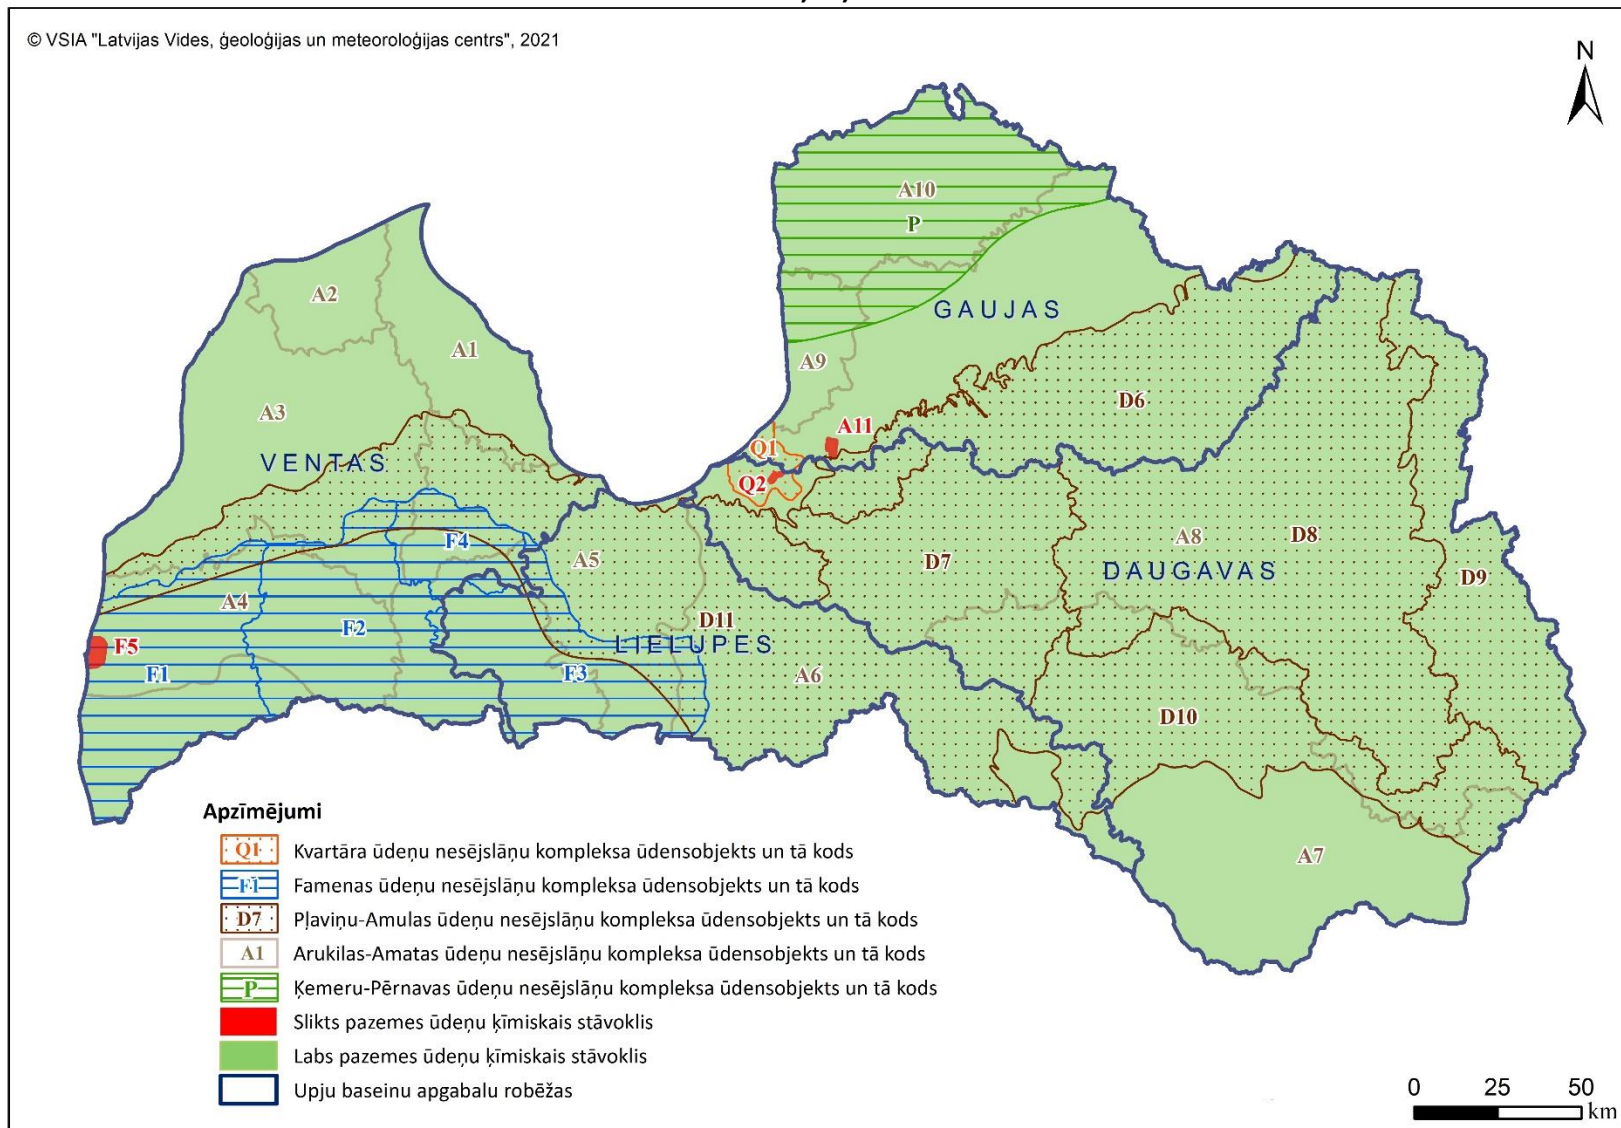 © VSIA "Latvijas Vides, ģeoloģijas un meteoroloģijas centrs", 2021
N
A10
P
A2
GAUJAS
A1
A9
A3
D6
A11
Q1
VENTAS
Q2
F4
A8
D8
A5
D7
DAUGAVAS
D9
A4
D11
F2
LIELUPES
F5
F1
F3
A6
D10
A7
Apzīmējumi
Q1 Kvartāra ūdeņu nesējslāņu kompleksa ūdensobjekts un tā kods
F1 Famenas ūdeņu nesējslāņu kompleksa ūdensobjekts un tā kods
D7 Pļaviņu-Amulas ūdeņu nesējslāņu kompleksa ūdensobjekts un tā kods
A1 Arukilas-Amatas ūdeņu nesējslāņu kompleksa ūdensobjekts un tā kods
P Ķemeru-Pērnavas ūdeņu nesējslāņu kompleksa ūdensobjekts un tā kods
Slikts pazemes ūdeņu ķīmiskais stāvoklis
Labs pazemes ūdeņu ķīmiskais stāvoklis
Upju baseinu apgabalu robēžas
0 25 50
km